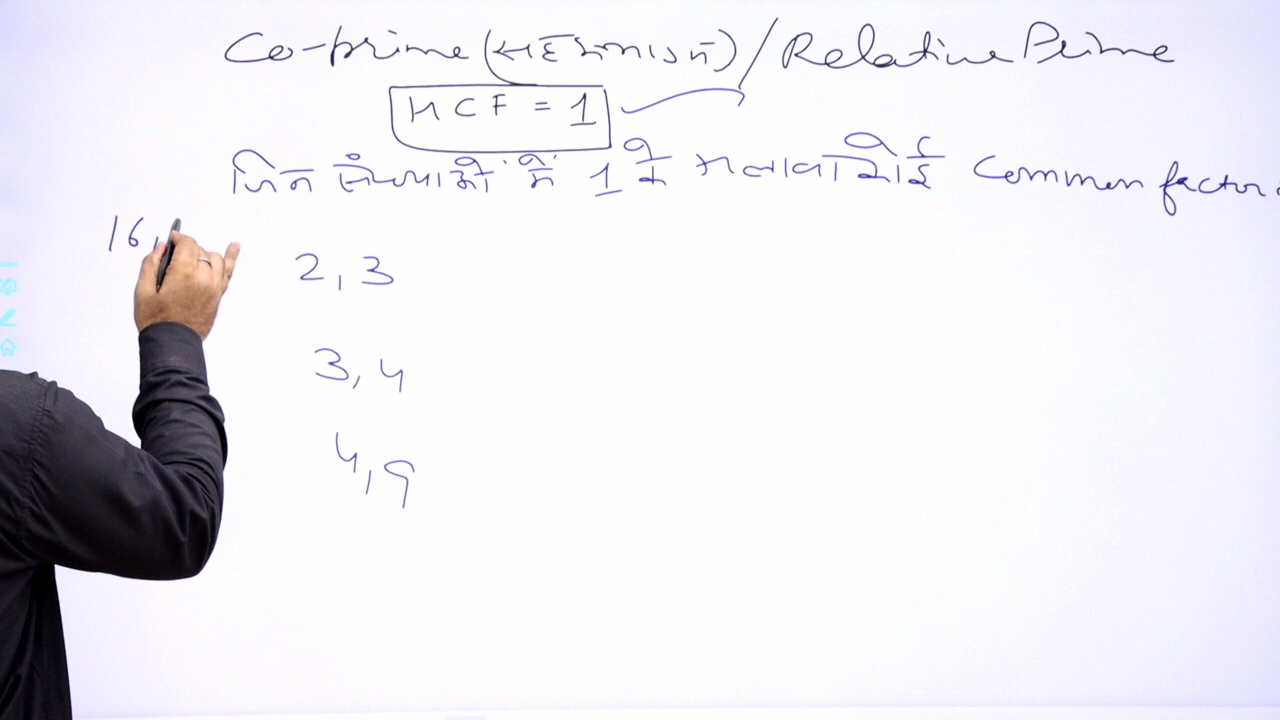 Co-prime (सहअभाज्य) / Relative Prime
HCF = 1
जिन संख्याओं में 1 के अलावा कोई Common factor
16,
2, 3
3, 4
4, 9